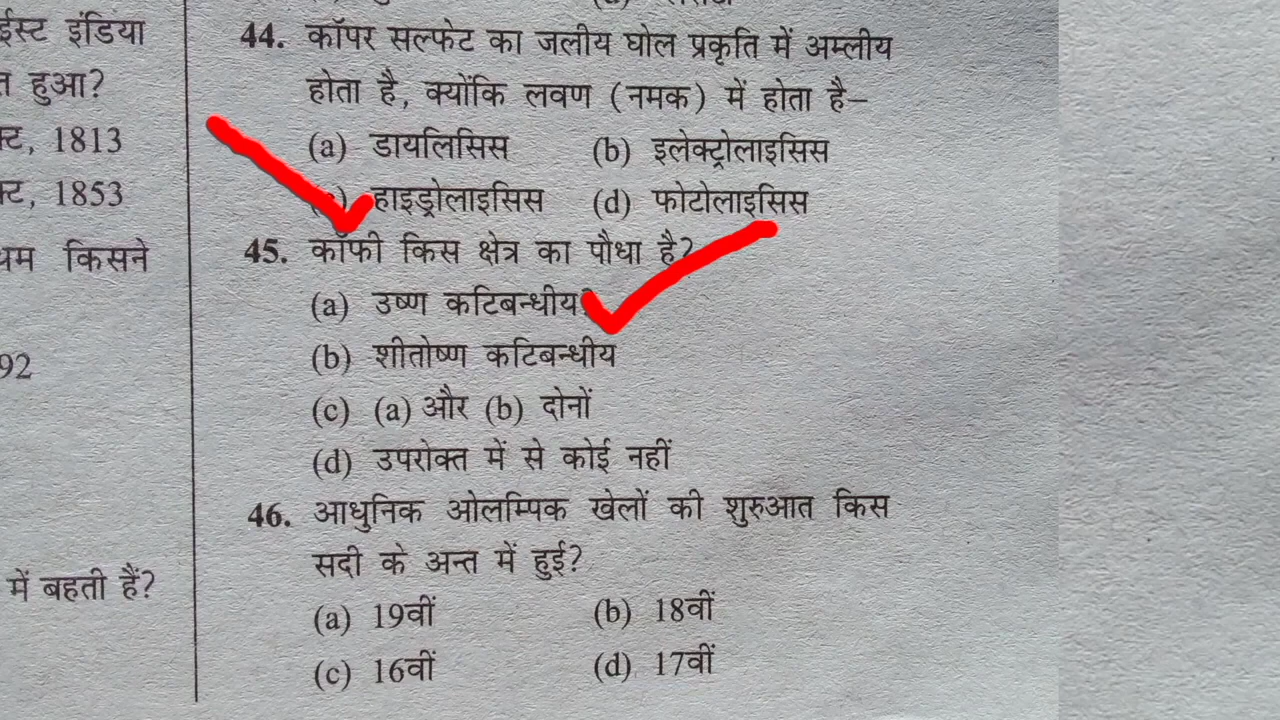 ईस्ट इंडिया
हुआ?
1813
1853
किसने
92
में बहती हैं?
44. कॉपर सल्फेट का जलीय घोल प्रकृति में अम्लीय
होता है, क्योंकि लवण (नमक) में होता है–
(a) डायलिसिस (b) इलेक्ट्रोलाइसिस
हाइड्रोलाइसिस (d) फोटोलाइसिस
45. कॉफी किस क्षेत्र का पौधा है?
(a) उष्ण कटिबन्धीय
(b) शीतोष्ण कटिबन्धीय
(c) (a) और (b) दोनों
(d) उपरोक्त में से कोई नहीं
46. आधुनिक ओलम्पिक खेलों की शुरुआत किस
सदी के अन्त में हुई?
(a) 19वीं (b) 18वीं
(c) 16वीं (d) 17वीं